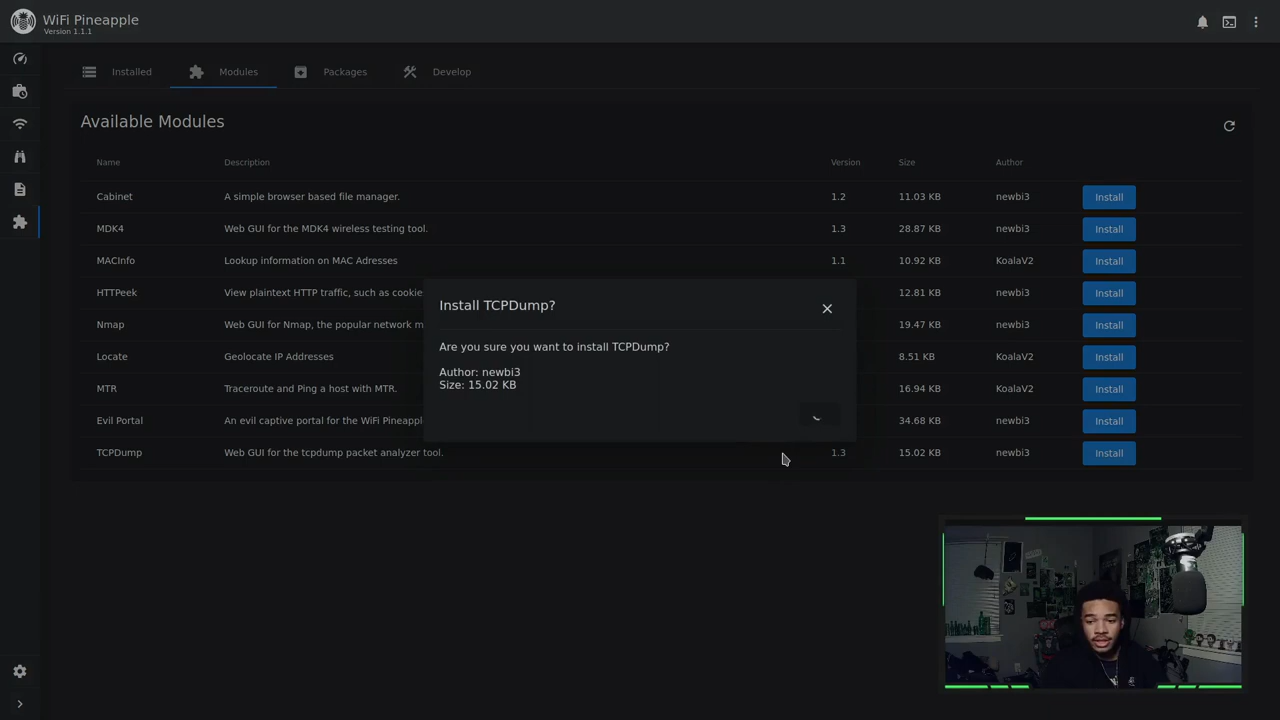 WiFi Pineapple
Version 1.1.1
Installed
Modules
Packages
Develop
Available Modules
Name Description Version Size Author
Cabinet A simple browser based file manager. 1.2 11.03 KB newbi3 Install
MDK4 Web GUI for the MDK4 wireless testing tool. 1.3 28.87 KB newbi3 Install
MACInfo Lookup information on MAC Adresses 1.1 10.92 KB KoalaV2 Install
HTTPeek View plaintext HTTP traffic, such as cookie 12.81 KB newbi3 Install
Nmap Web GUI for Nmap, the popular network m 19.47 KB newbi3 Install
Locate Geolocate IP Addresses 8.51 KB KoalaV2 Install
MTR Traceroute and Ping a host with MTR. 16.94 KB KoalaV2 Install
Evil Portal An evil captive portal for the WiFi Pineappl 34.68 KB newbi3 Install
TCPDump Web GUI for the tcpdump packet analyzer tool. 1.3 15.02 KB newbi3 Install
Install TCPDump?
Are you sure you want to install TCPDump?
Author: newbi3
Size: 15.02 KB